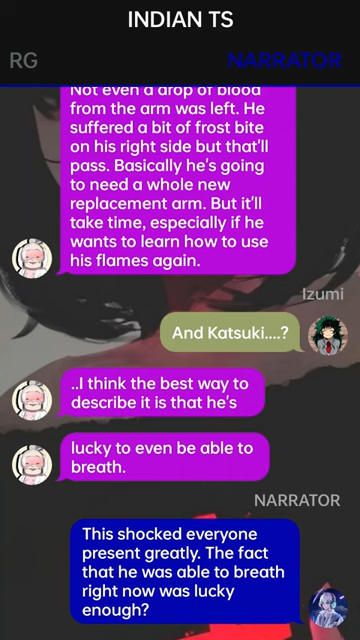 INDIAN TS
RG
NARRATOR
Not even a drop of blood
from the arm was left. He
suffered a bit of frost bite
on his right side but that'll
pass. Basically he's going
to need a whole new
replacement arm. But it'll
take time, especially if he
wants to learn how to use
his flames again.
Izumi
And Katsuki....?
..I think the best way to
describe it is that he's
lucky to even be able to
breath.
NARRATOR
This shocked everyone
present greatly. The fact
that he was able to breath
right now was lucky
enough?